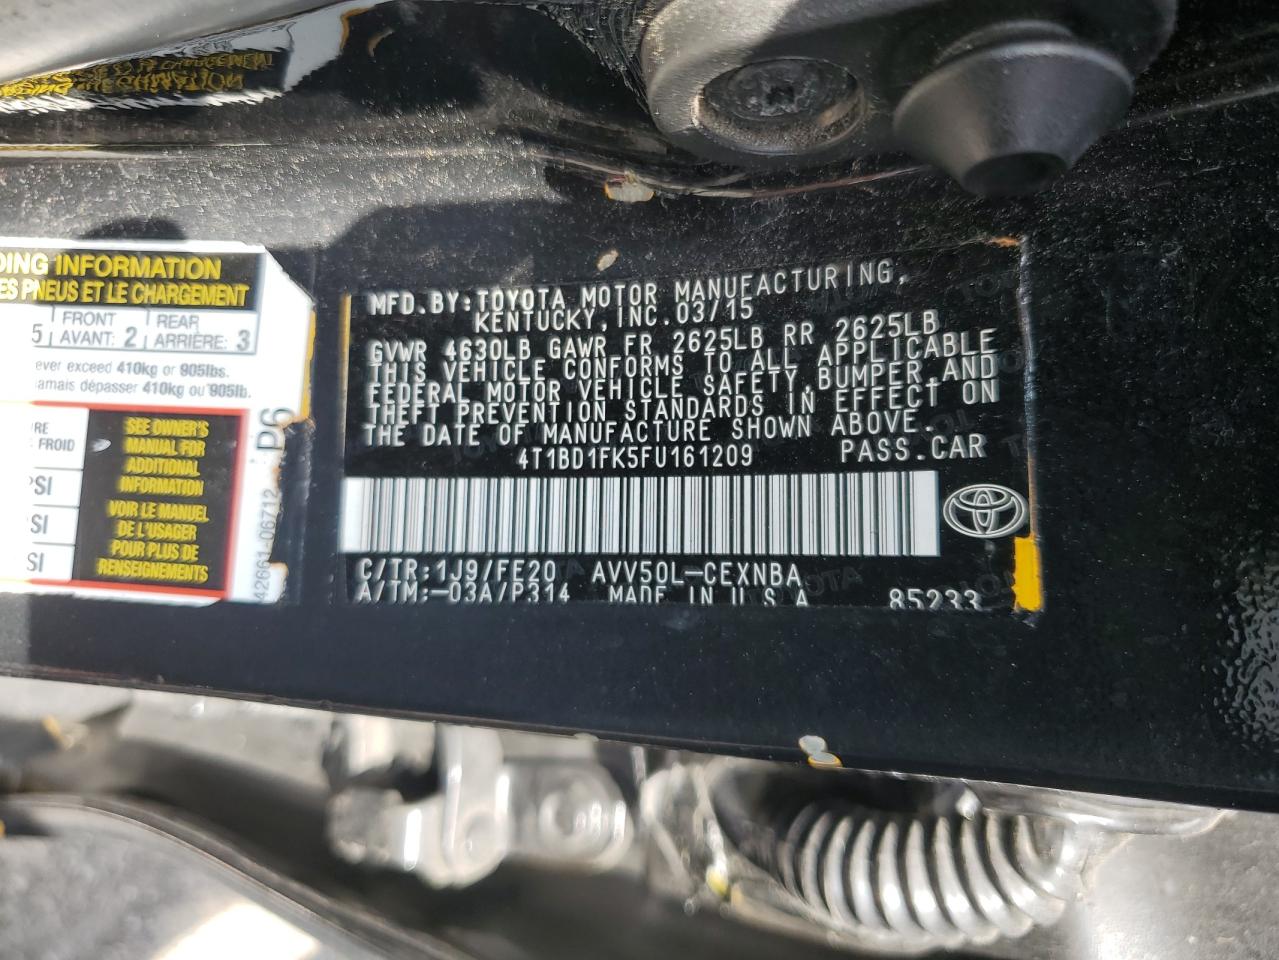 DING INFORMATION
ES PNEUS ET LE CHARGEMENT
5 FRONT REAR
AVANT: 2 ARRIÈRE: 3
ever exceed 410kg or 905lbs.
amais dépasser 410kg ou 905lb.
RE
FROID
PSI
SI
SI
SEE OWNER'S
MANUAL FOR
ADDITIONAL
INFORMATION
VOIR LE MANUEL
DE L'USAGER
POUR PLUS DE
RENSEIGNEMENTS
D6
42661-06712
MFD. BY: TOYOTA MOTOR MANUFACTURING,
KENTUCKY, INC. 03/15
GVWR 4630LB GAWR FR 2625LB RR 2625LB
THIS VEHICLE CONFORMS TO ALL APPLICABLE
FEDERAL MOTOR VEHICLE SAFETY, BUMPER AND
THEFT PREVENTION STANDARDS IN EFFECT ON
THE DATE OF MANUFACTURE SHOWN ABOVE.
4T1BD1FK5FU161209 PASS. CAR
C/TR: 1J9/FE20 AVV50L-CEXNBA
A/TM:-03A/P314 MADE IN U.S.A 85233